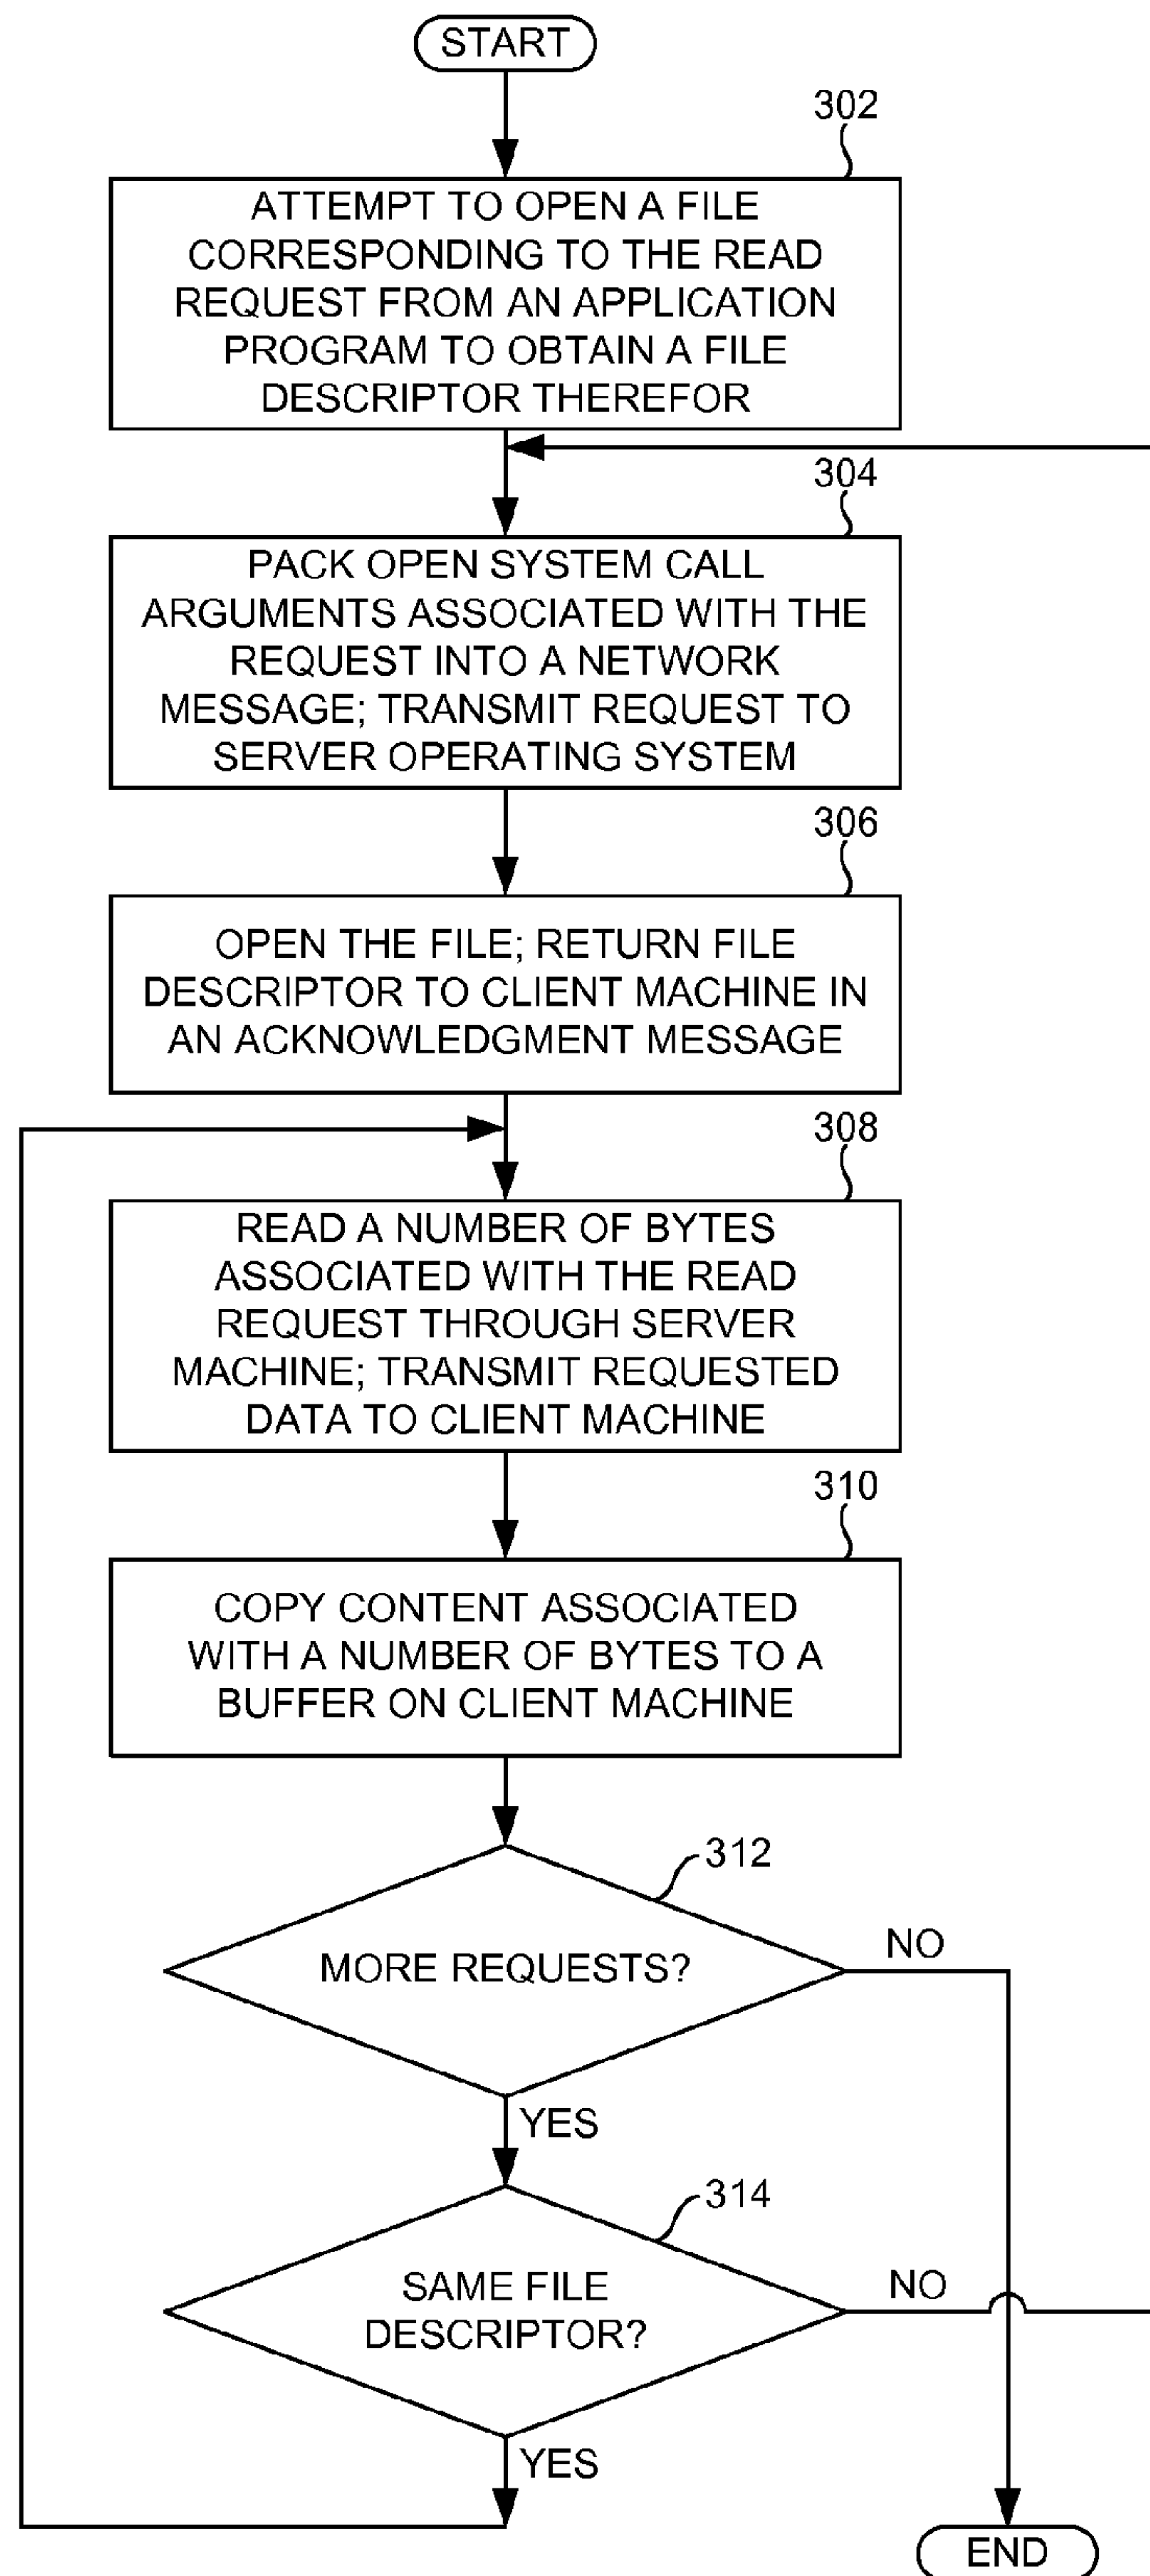 START
302
ATTEMPT TO OPEN A FILE
CORRESPONDING TO THE READ
REQUEST FROM AN APPLICATION
PROGRAM TO OBTAIN A FILE
DESCRIPTOR THEREFOR
304
PACK OPEN SYSTEM CALL
ARGUMENTS ASSOCIATED WITH THE
REQUEST INTO A NETWORK
MESSAGE; TRANSMIT REQUEST TO
SERVER OPERATING SYSTEM
306
OPEN THE FILE; RETURN FILE
DESCRIPTOR TO CLIENT MACHINE IN
AN ACKNOWLEDGMENT MESSAGE
308
READ A NUMBER OF BYTES
ASSOCIATED WITH THE READ
REQUEST THROUGH SERVER
MACHINE; TRANSMIT REQUESTED
DATA TO CLIENT MACHINE
310
COPY CONTENT ASSOCIATED
WITH A NUMBER OF BYTES TO A
BUFFER ON CLIENT MACHINE
312
MORE REQUESTS?
NO
YES
314
SAME FILE
DESCRIPTOR?
NO
YES
END